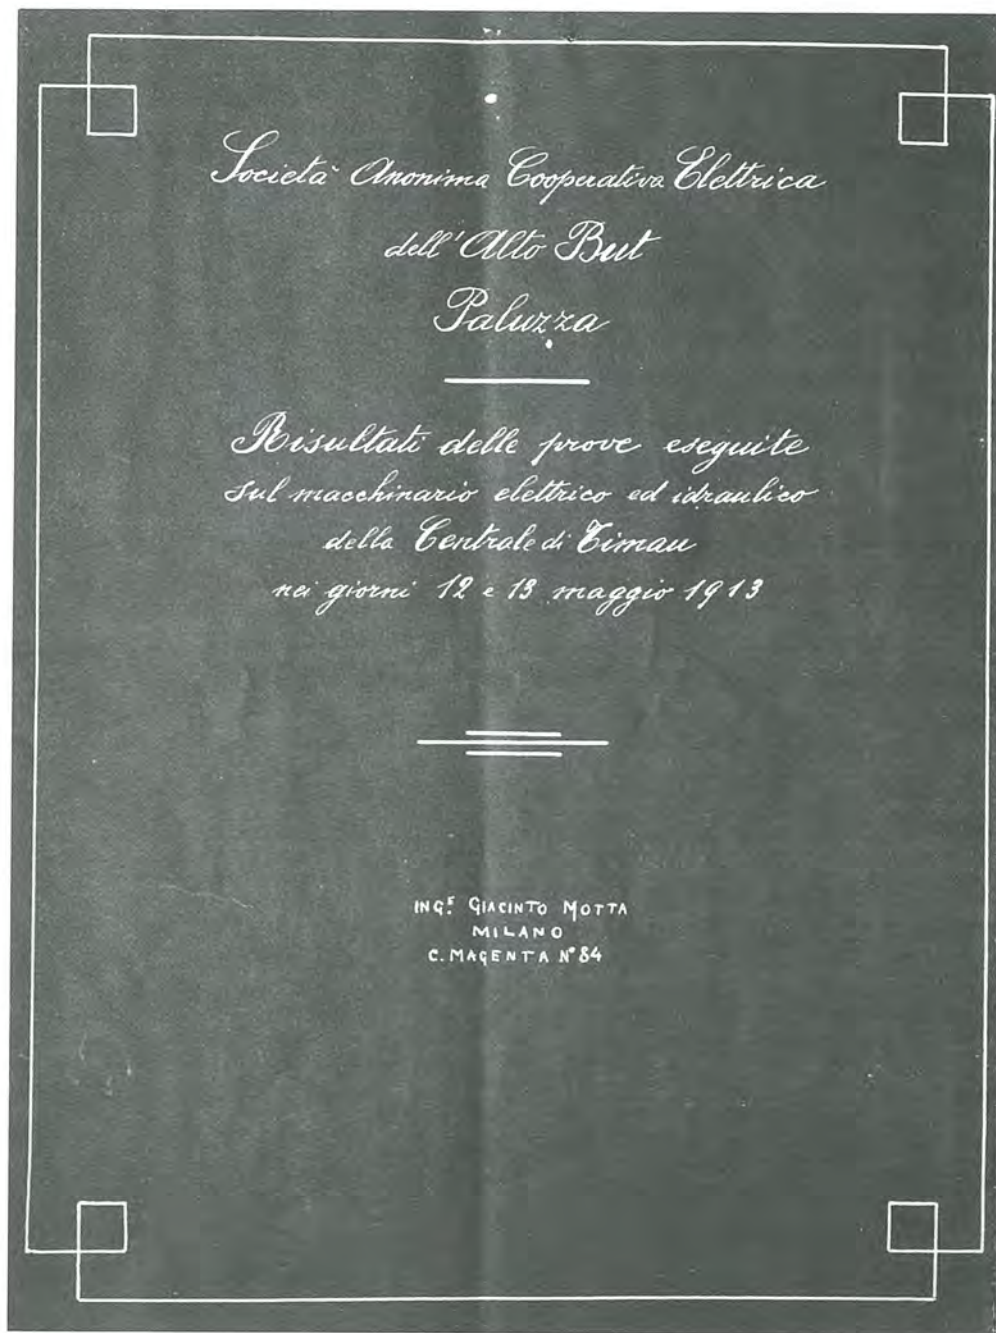 Società Anonima Cooperativa Elettrica
dell' Alto But
Paluzza
Risultati delle prove eseguite
sul macchinario elettrico ed idraulico
della Centrale di Timau
nei giorni 12 e 13 maggio 1913
ING.E GIACINTO MOTTA
MILANO
C. MAGENTA N° 84